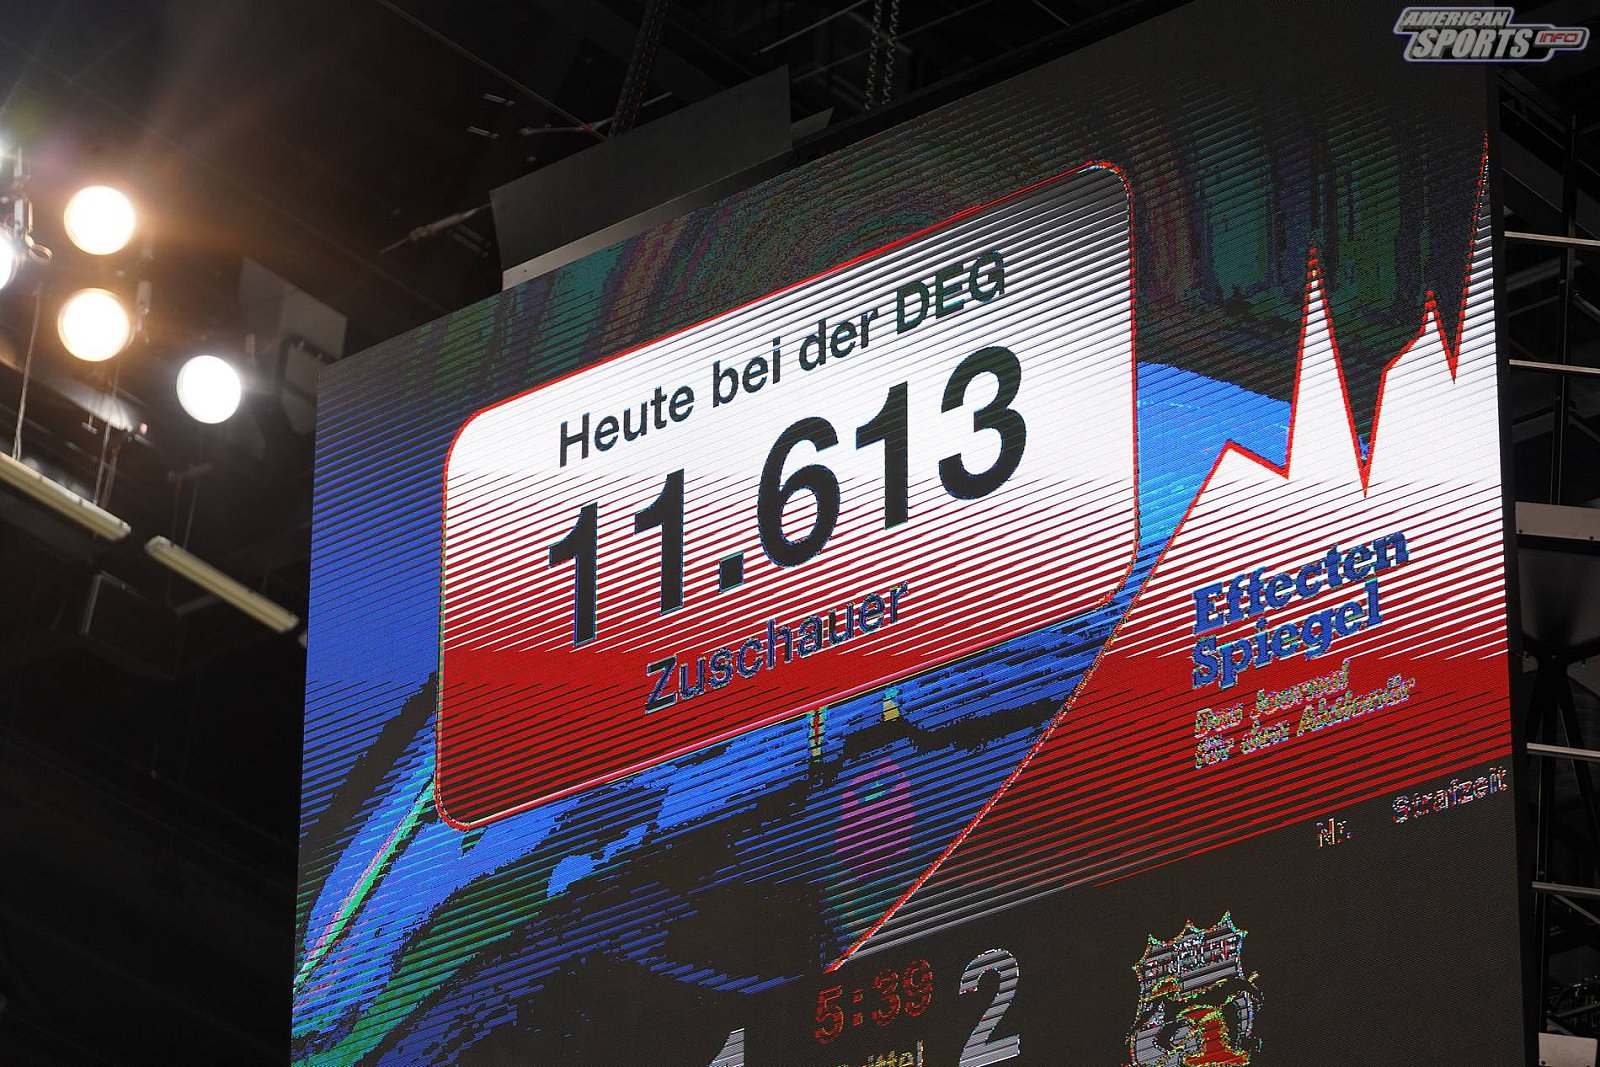 AMERICAN
SPORTS INFO
Heute bei der DEG
11.613
Zuschauer
Effecten
Spiegel
Das Journal
für den Aktionär
Nr. Strafzeit
5:39
1 2